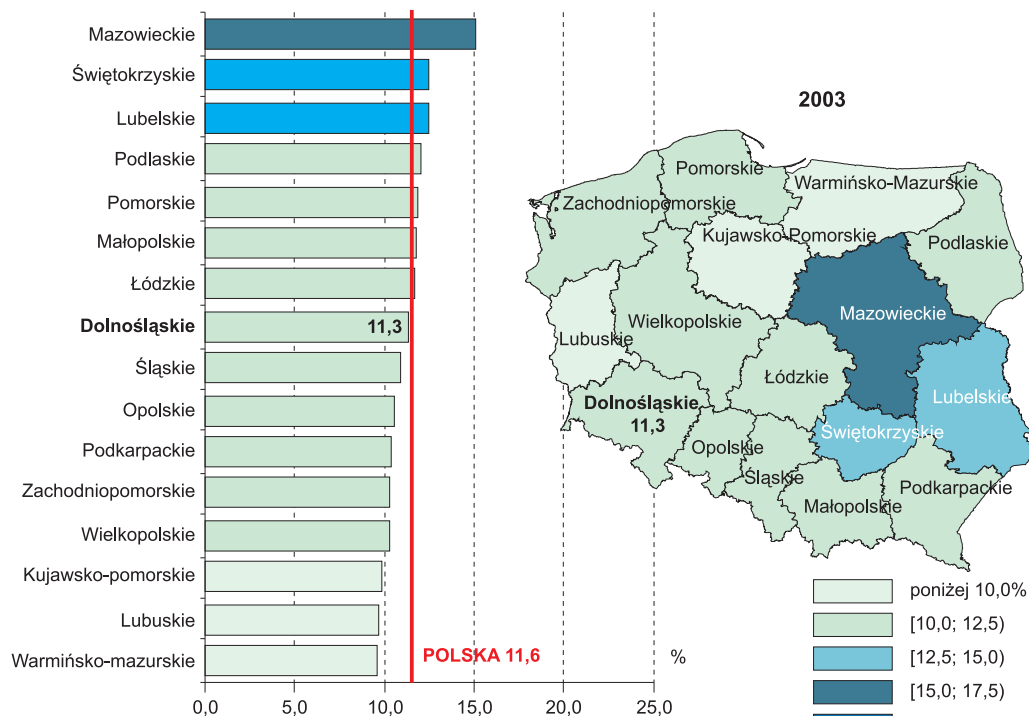 Mazowieckie
Świętokrzyskie
Lubelskie
Podlaskie
Pomorskie
Małopolskie
Łódzkie
Dolnośląskie
11,3
Śląskie
Opolskie
Podkarpackie
Zachodniopomorskie
Wielkopolskie
Kujawsko-pomorskie
Lubuskie
Warmińsko-mazurskie
POLSKA 11,6
%
0,0 5,0 10,0 15,0 20,0 25,0
2003
Pomorskie
Warmińsko-Mazurskie
Zachodniopomorskie
Kujawsko-Pomorskie
Podlaskie
Mazowieckie
Wielkopolskie
Lubuskie
Łódzkie
Lubelskie
Dolnośląskie
11,3
Świętokrzyskie
Opolskie
Śląskie
Podkarpackie
Małopolskie
poniżej 10,0%
[10,0; 12,5)
[12,5; 15,0)
[15,0; 17,5)